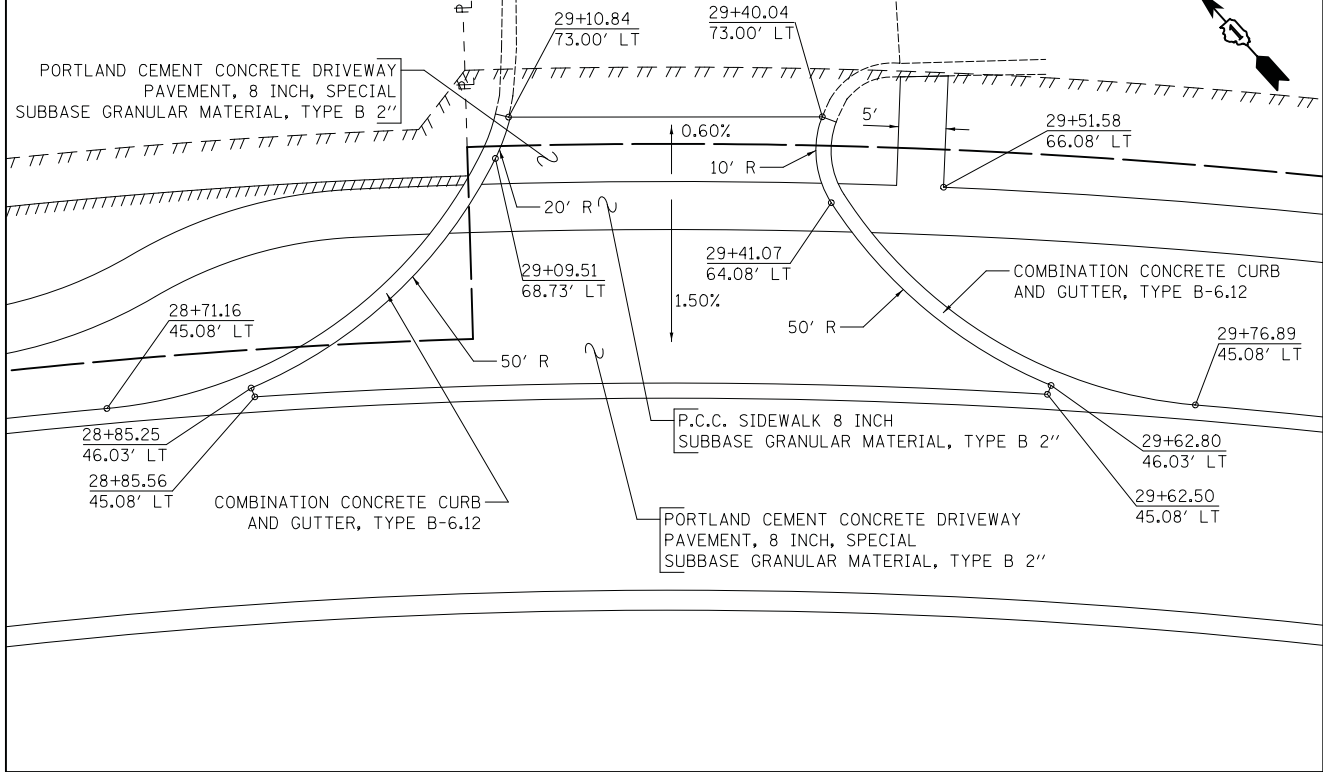 29+10.84
73.00' LT
29+40.04
73.00' LT
PORTLAND CEMENT CONCRETE DRIVEWAY
PAVEMENT, 8 INCH, SPECIAL
SUBBASE GRANULAR MATERIAL, TYPE B 2''
5'
29+51.58
66.08' LT
0.60%
10' R
20' R
29+09.51
68.73' LT
29+41.07
64.08' LT
COMBINATION CONCRETE CURB
AND GUTTER, TYPE B-6.12
28+71.16
45.08' LT
1.50%
50' R
29+76.89
45.08' LT
50' R
P.C.C. SIDEWALK 8 INCH
SUBBASE GRANULAR MATERIAL, TYPE B 2''
28+85.25
46.03' LT
29+62.80
46.03' LT
28+85.56
45.08' LT
29+62.50
45.08' LT
COMBINATION CONCRETE CURB
AND GUTTER, TYPE B-6.12
PORTLAND CEMENT CONCRETE DRIVEWAY
PAVEMENT, 8 INCH, SPECIAL
SUBBASE GRANULAR MATERIAL, TYPE B 2''